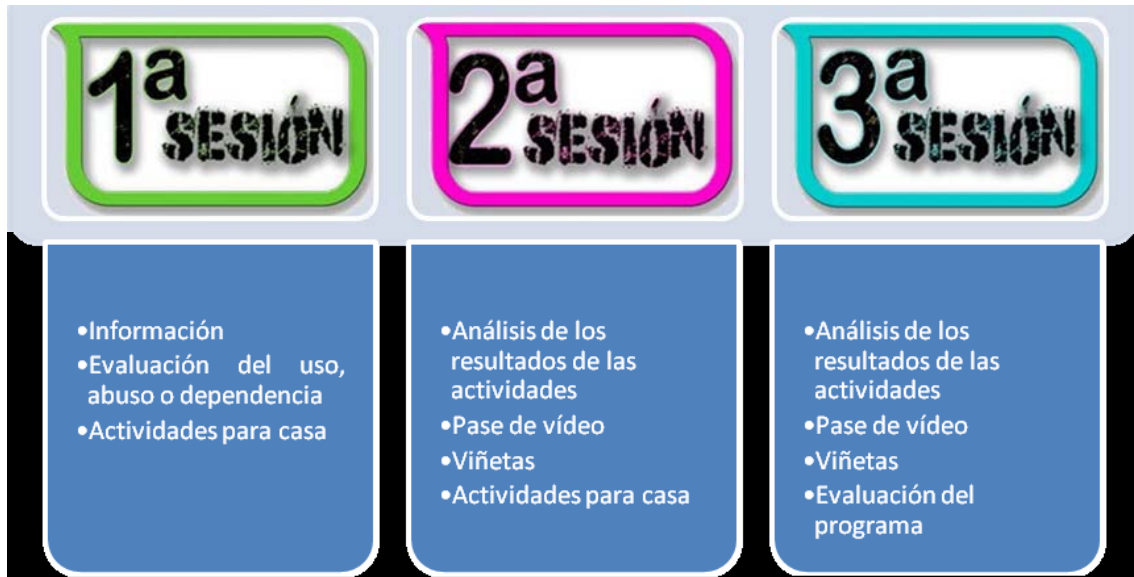 1ª SESIÓN
•Información
•Evaluación del uso,
abuso o dependencia
•Actividades para casa
2ª SESIÓN
•Análisis de los
resultados de las
actividades
•Pase de vídeo
•Viñetas
•Actividades para casa
3ª SESIÓN
•Análisis de los
resultados de las
actividades
•Pase de vídeo
•Viñetas
•Evaluación del
programa